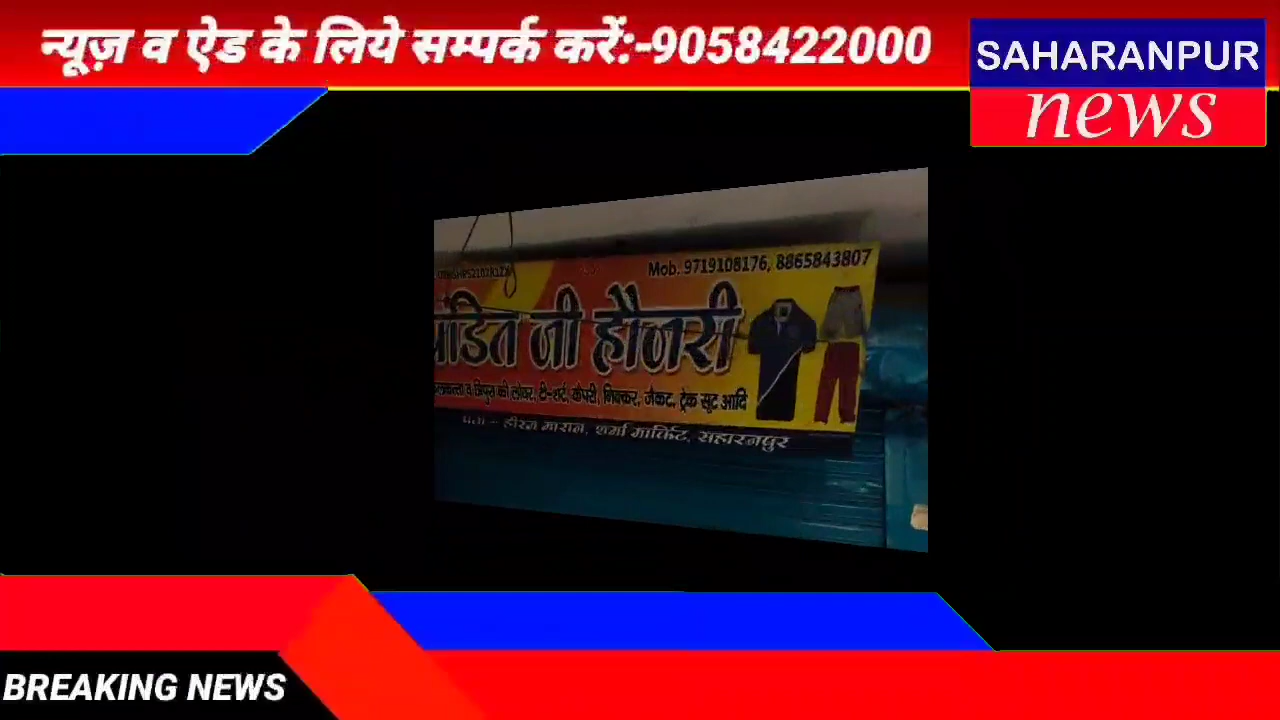 न्यूज़ व ऐड के लिये सम्पर्क करें:-9058422000
SAHARANPUR
news
Mob. 9719108176, 8865843807
पंडित जी हौजरी
व त्रिपुरा की लोवर, टी-शर्ट, केपरी, निक्कर, जैकट, ट्रेक सूट आदि
शर्मा मार्किट, सहारनपुर
BREAKING NEWS